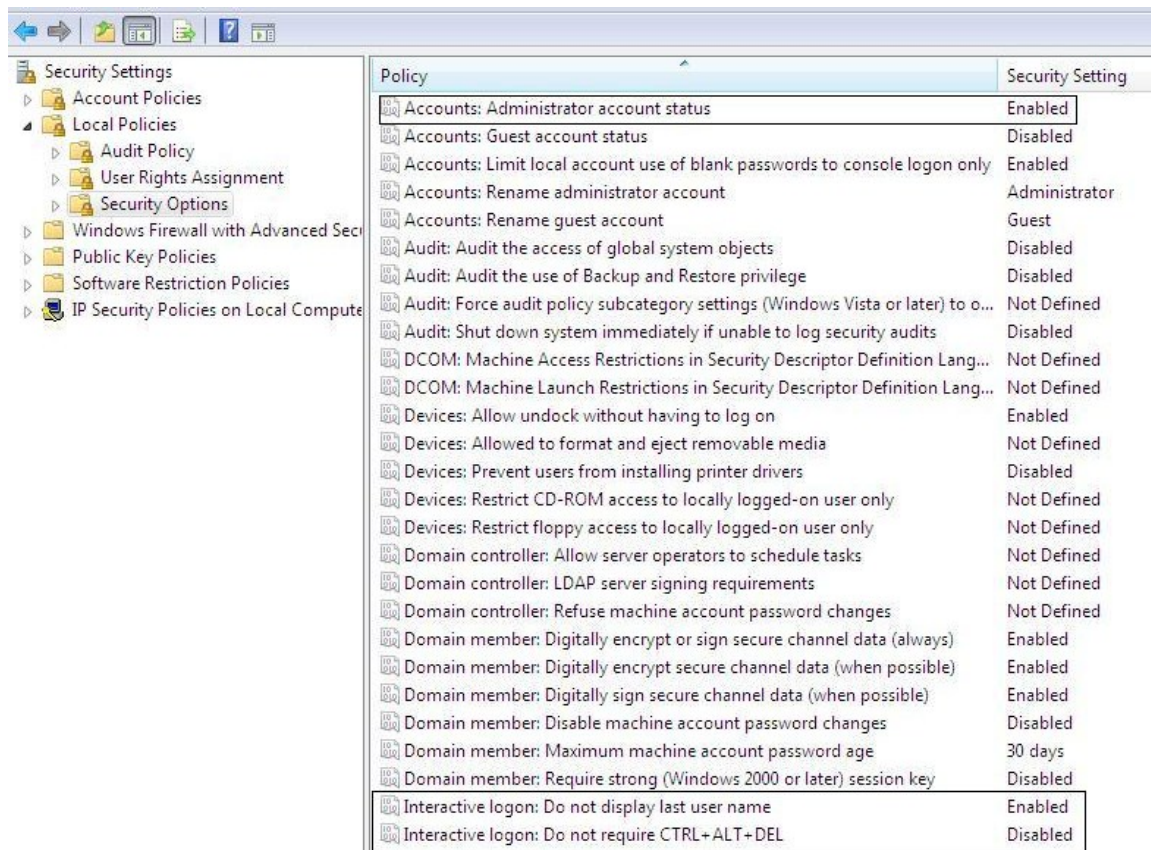 Security Settings
Account Policies
Local Policies
Audit Policy
User Rights Assignment
Security Options
Windows Firewall with Advanced Secu
Public Key Policies
Software Restriction Policies
IP Security Policies on Local Compute
Policy Security Setting
Accounts: Administrator account status Enabled
Accounts: Guest account status Disabled
Accounts: Limit local account use of blank passwords to console logon only Enabled
Accounts: Rename administrator account Administrator
Accounts: Rename guest account Guest
Audit: Audit the access of global system objects Disabled
Audit: Audit the use of Backup and Restore privilege Disabled
Audit: Force audit policy subcategory settings (Windows Vista or later) to o... Not Defined
Audit: Shut down system immediately if unable to log security audits Disabled
DCOM: Machine Access Restrictions in Security Descriptor Definition Lang... Not Defined
DCOM: Machine Launch Restrictions in Security Descriptor Definition Lang... Not Defined
Devices: Allow undock without having to log on Enabled
Devices: Allowed to format and eject removable media Not Defined
Devices: Prevent users from installing printer drivers Disabled
Devices: Restrict CD-ROM access to locally logged-on user only Not Defined
Devices: Restrict floppy access to locally logged-on user only Not Defined
Domain controller: Allow server operators to schedule tasks Not Defined
Domain controller: LDAP server signing requirements Not Defined
Domain controller: Refuse machine account password changes Not Defined
Domain member: Digitally encrypt or sign secure channel data (always) Enabled
Domain member: Digitally encrypt secure channel data (when possible) Enabled
Domain member: Digitally sign secure channel data (when possible) Enabled
Domain member: Disable machine account password changes Disabled
Domain member: Maximum machine account password age 30 days
Domain member: Require strong (Windows 2000 or later) session key Disabled
Interactive logon: Do not display last user name Enabled
Interactive logon: Do not require CTRL+ALT+DEL Disabled